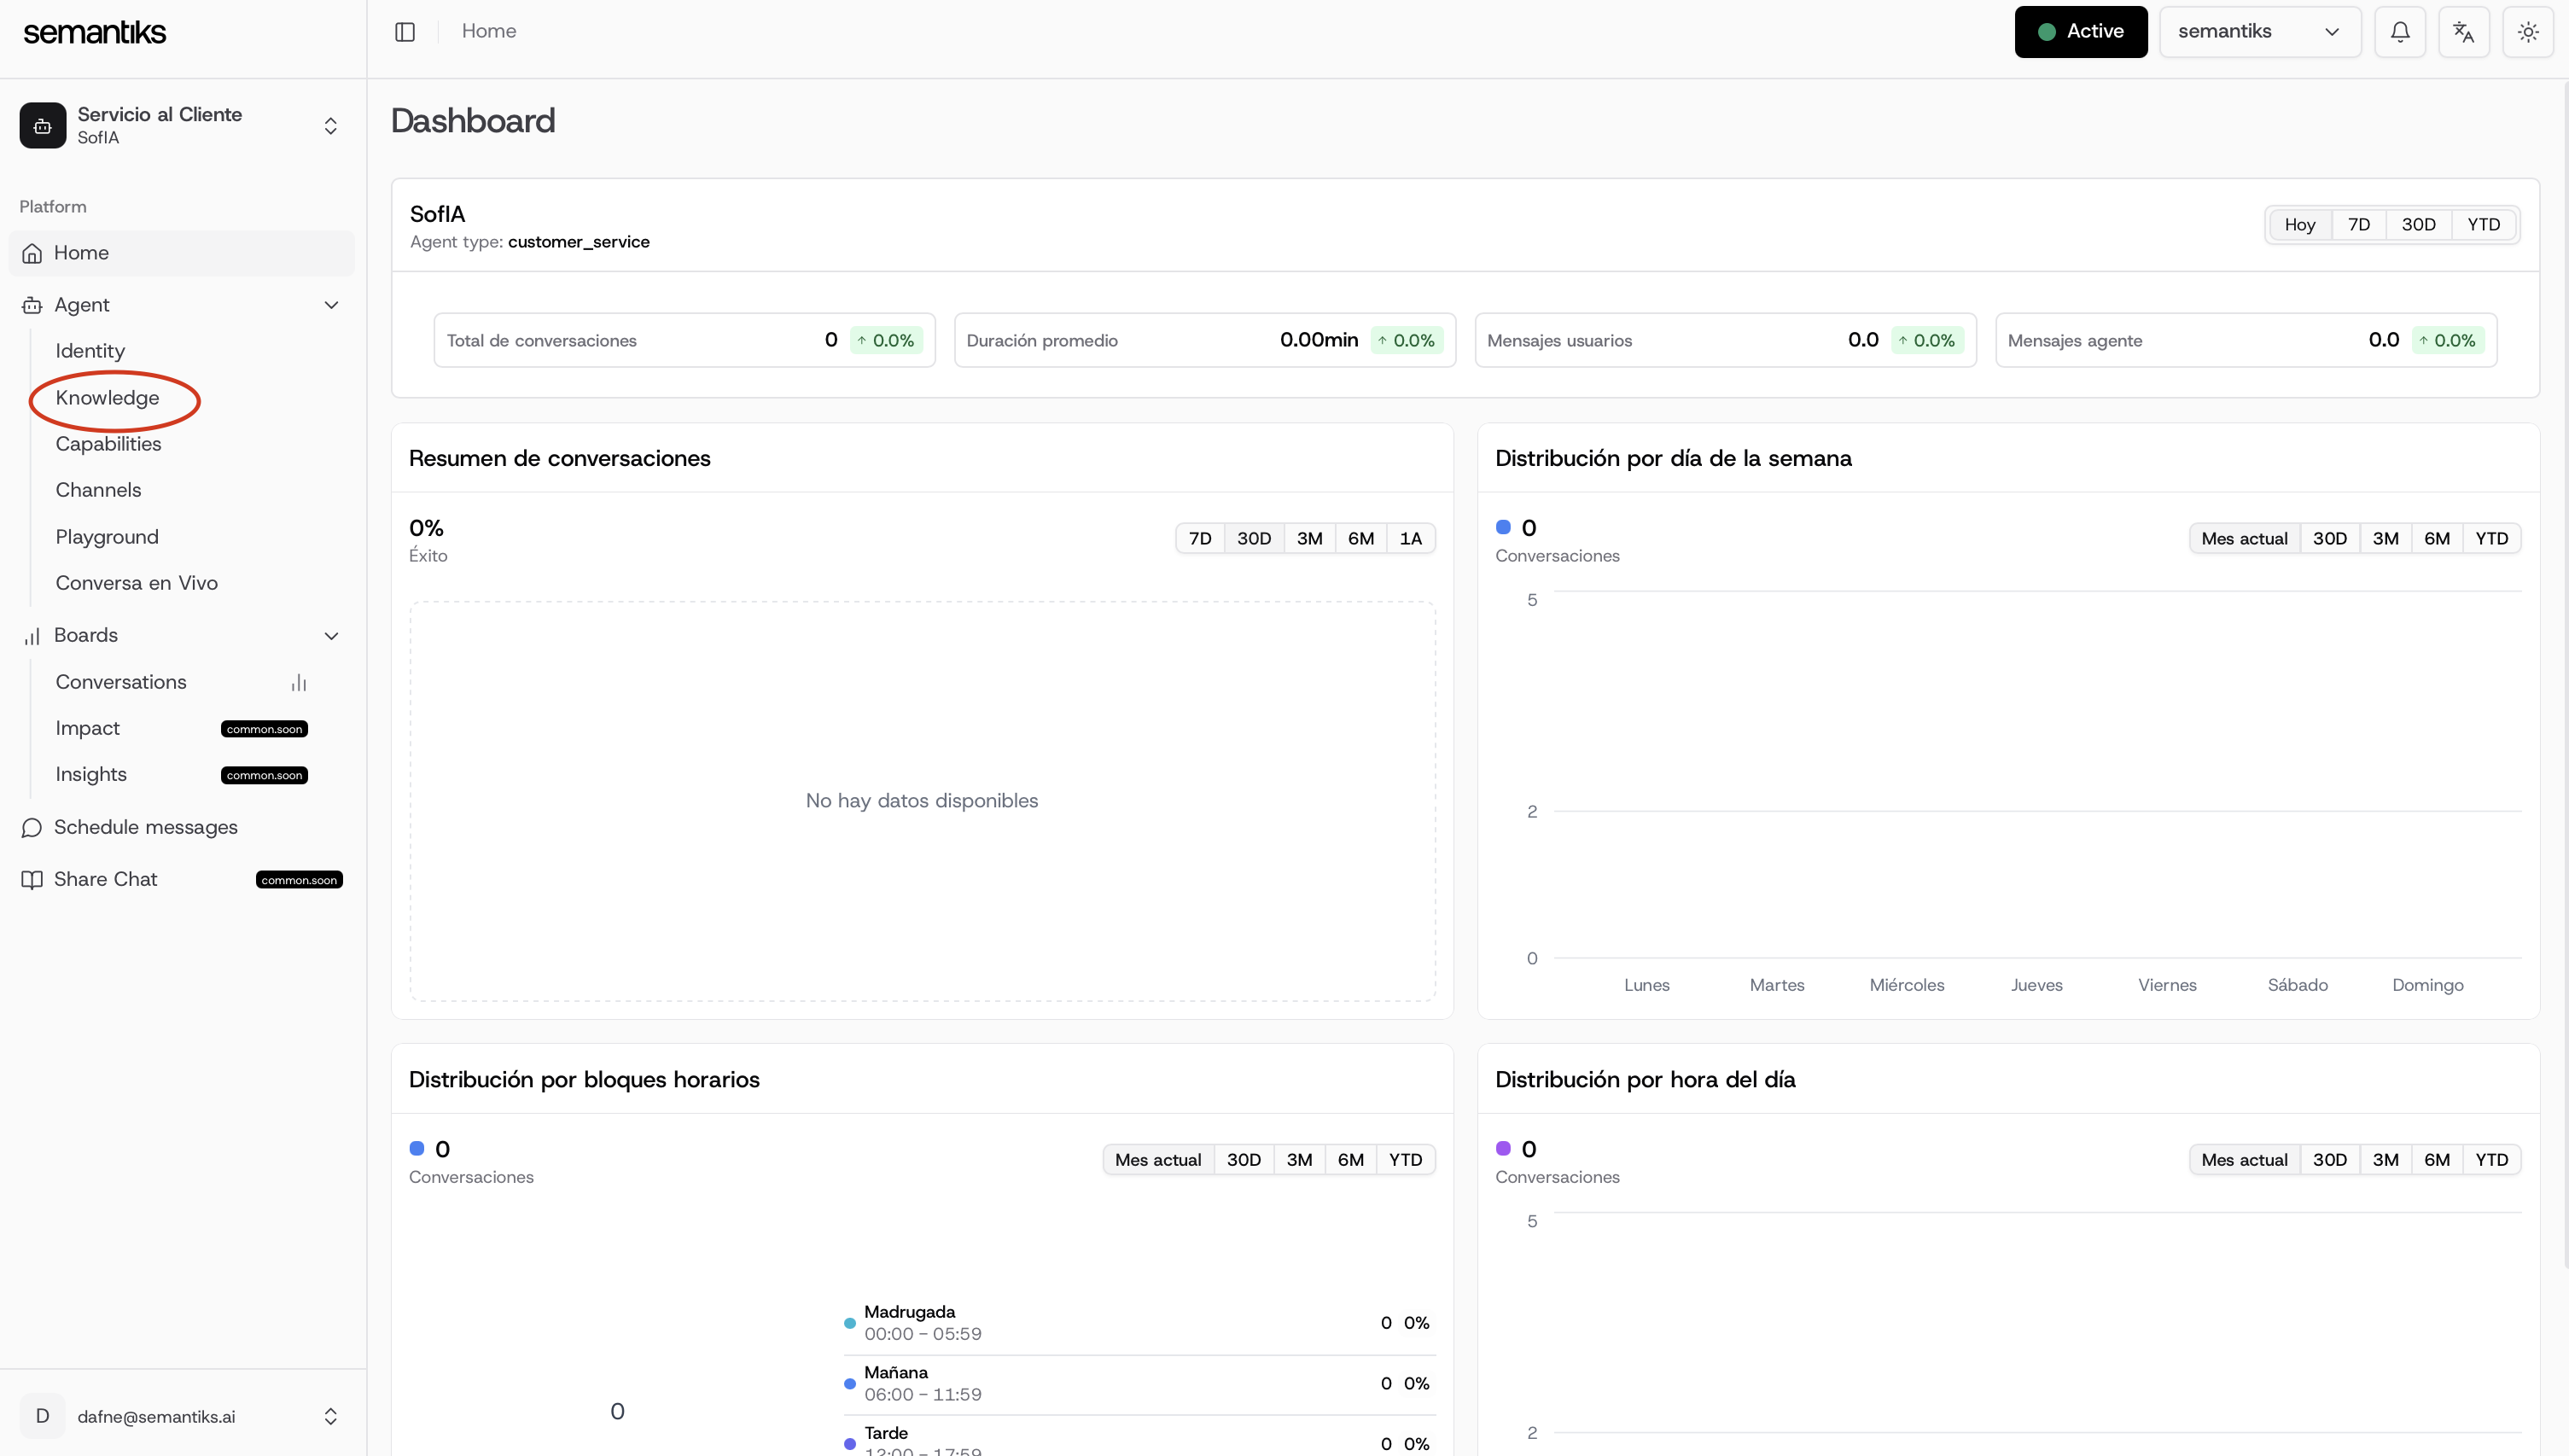 semantiks
Home
Active
semantiks
Servicio al Cliente
SofIA
Platform
Home
Agent
Identity
Knowledge
Capabilities
Channels
Playground
Conversa en Vivo
Boards
Conversations
Impact common.soon
Insights common.soon
Schedule messages
Share Chat common.soon
D dafne@semantiks.ai
Dashboard
SofIA
Agent type: customer_service
Hoy 7D 30D YTD
Total de conversaciones 0 ↑ 0.0%
Duración promedio 0.00min ↑ 0.0%
Mensajes usuarios 0.0 ↑ 0.0%
Mensajes agente 0.0 ↑ 0.0%
Resumen de conversaciones
0%
Éxito
7D 30D 3M 6M 1A
No hay datos disponibles
Distribución por día de la semana
0
Conversaciones
Mes actual 30D 3M 6M YTD
5
2
0
Lunes Martes Miércoles Jueves Viernes Sábado Domingo
Distribución por bloques horarios
0
Conversaciones
Mes actual 30D 3M 6M YTD
0
Madrugada
00:00 - 05:59
0 0%
Mañana
06:00 - 11:59
0 0%
Tarde
12:00 - 17:59
0 0%
Distribución por hora del día
0
Conversaciones
Mes actual 30D 3M 6M YTD
5
2